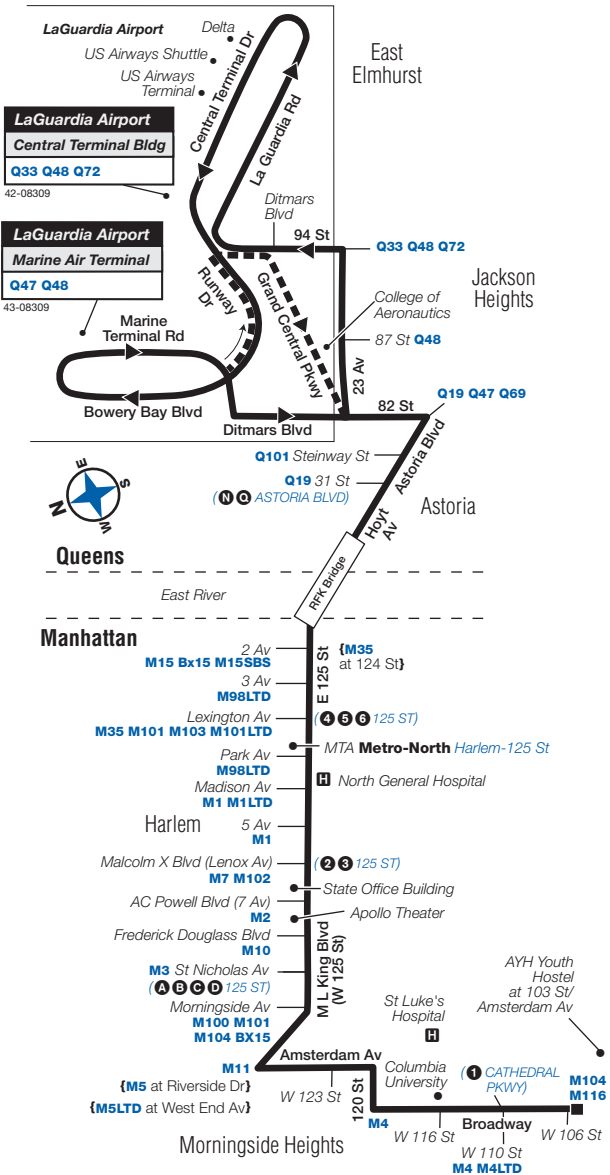 LaGuardia Airport
Delta
US Airways Shuttle
US Airways
Terminal
Central Terminal Dr
La Guardia Rd
East
Elmhurst
LaGuardia Airport
Central Terminal Bldg
Q33 Q48 Q72
42-08309
LaGuardia Airport
Marine Air Terminal
Q47 Q48
43-08309
Ditmars
Blvd
94 St
Q33 Q48 Q72
Jackson
Heights
Runway
Dr
Grand Central Pkwy
College of
Aeronautics
87 St Q48
23 Av
Marine
Terminal Rd
Bowery Bay Blvd
Ditmars Blvd
82 St
Q19 Q47 Q69
Q101 Steinway St
Q19 31 St
(N Q ASTORIA BLVD)
Astoria Blvd
Hoyt
Av
Astoria
N
E
S
W
Queens
RFK Bridge
East River
Manhattan
2 Av
M15 Bx15 M15SBS
{M35
at 124 St}
E 125 St
3 Av
M98LTD
Lexington Av
M35 M101 M103 M101LTD
(4 5 6 125 ST)
MTA Metro-North Harlem-125 St
Park Av
M98LTD
H North General Hospital
Madison Av
M1 M1LTD
Harlem
5 Av
M1
Malcolm X Blvd (Lenox Av)
M7 M102
(2 3 125 ST)
State Office Building
AC Powell Blvd (7 Av)
M2
Apollo Theater
Frederick Douglass Blvd
M10
M L King Blvd
(W 125 St)
M3 St Nicholas Av
(A B C D 125 ST)
Morningside Av
M100 M101
M104 BX15
AYH Youth
Hostel
at 103 St/
Amsterdam Av
St Luke's
Hospital
H
M11
{M5 at Riverside Dr}
{M5LTD at West End Av}
Amsterdam Av
W 123 St
120 St
Columbia
University
(1 CATHEDRAL
PKWY)
M104
M116
M4
W 116 St
Broadway
W 110 St
M4 M4LTD
W 106 St
Morningside Heights